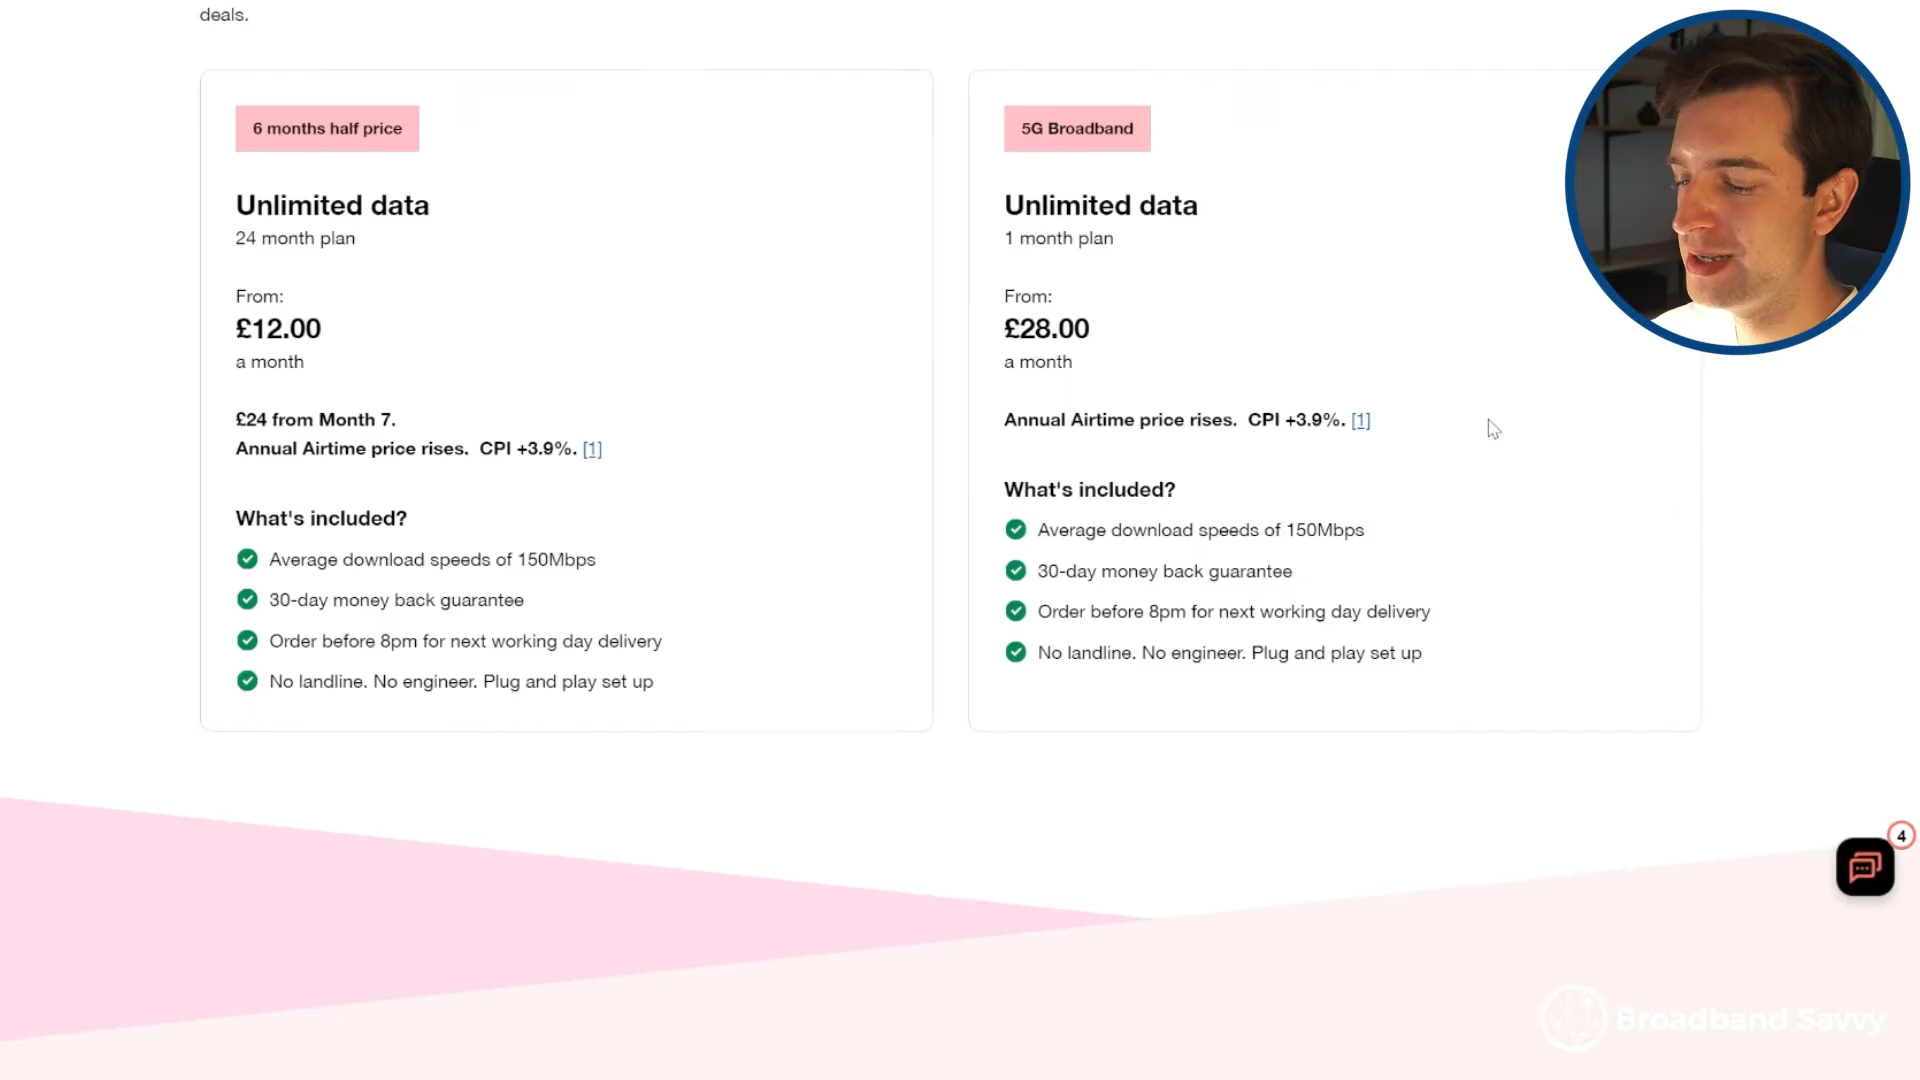 deals.
6 months half price
Unlimited data
24 month plan
From:
£12.00
a month
£24 from Month 7.
Annual Airtime price rises. CPI +3.9%. [1]
What's included?
Average download speeds of 150Mbps
30-day money back guarantee
Order before 8pm for next working day delivery
No landline. No engineer. Plug and play set up
5G Broadband
Unlimited data
1 month plan
From:
£28.00
a month
Annual Airtime price rises. CPI +3.9%. [1]
What's included?
Average download speeds of 150Mbps
30-day money back guarantee
Order before 8pm for next working day delivery
No landline. No engineer. Plug and play set up
4
Broadband Savvy